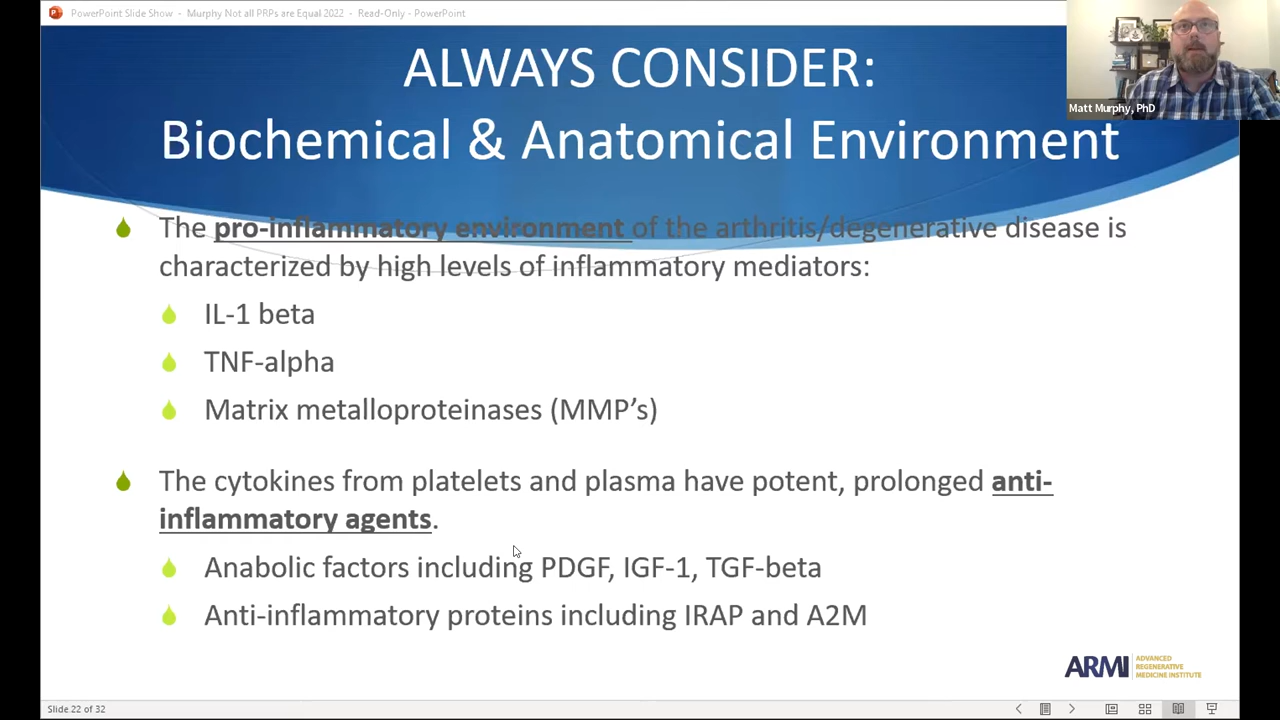 PowerPoint Slide Show - Murphy Not all PRPs are Equal 2022 - Read-Only - PowerPoint
ALWAYS CONSIDER:
Biochemical & Anatomical Environment
Matt Murphy, PhD
The pro-inflammatory environment of the arthritis/degenerative disease is
characterized by high levels of inflammatory mediators:
IL-1 beta
TNF-alpha
Matrix metalloproteinases (MMP's)
The cytokines from platelets and plasma have potent, prolonged anti-
inflammatory agents.
Anabolic factors including PDGF, IGF-1, TGF-beta
Anti-inflammatory proteins including IRAP and A2M
ARMI ADVANCED
REGENERATIVE
MEDICINE INSTITUTE
Slide 22 of 32